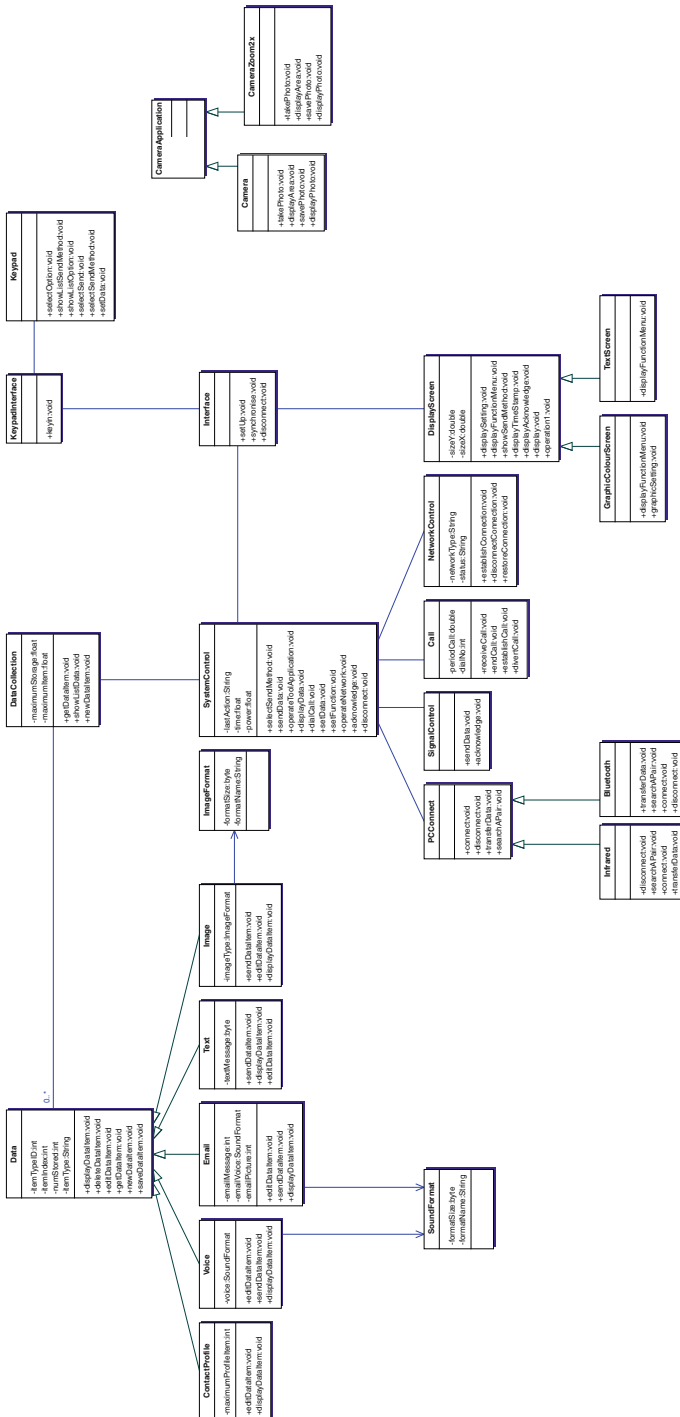 Data
-itemTypeID:int
-itemIndex:int
-numStored:int
-itemType:String
+displayDataItem:void
+deleteDataItem:void
+editDataItem:void
+getDataItem:void
+newDataItem:void
+saveDataItem:void
0..*
DataCollection
-maximumStorage:float
-maximumItem:float
+getDataItem:void
+showListData:void
+newDataItem:void
KeypadInterface
+keyIn:void
Keypad
+selectOption:void
+showListSendMethod:void
+showListOption:void
+selectSend:void
+selectSendMethod:void
+setData:void
CameraApplication
Camera
+takePhoto:void
+displayArea:void
+savePhoto:void
+displayPhoto:void
CameraZoom2x
+takePhoto:void
+displayArea:void
+savePhoto:void
+displayPhoto:void
ContactProfile
-maximumProfileItem:int
+editDataItem:void
+displayDataItem:void
Voice
-voice:SoundFormat
+editDataItem:void
+sendDataItem:void
+displayDataItem:void
Email
-emailMessage:int
-emailVoice:SoundFormat
-emailPicture:int
+editDataItem:void
+sendDataItem:void
+displayDataItem:void
Text
-textMessage:byte
+sendDataItem:void
+displayDataItem:void
+editDataItem:void
Image
-imageType:ImageFormat
+sendDataItem:void
+editDataItem:void
+displayDataItem:void
ImageFormat
-formatSize:byte
-formatName:String
SystemControl
-lastAction:String
-time:float
-power:float
+selectSendMethod:void
+sendData:void
+operateToolApplication:void
+displayData:void
+dialCall:void
+setData:void
+setFunction:void
+operateNetwork:void
+acknowledge:void
+disconnect:void
Interface
+setUp:void
+synchronise:void
+disconnect:void
SoundFormat
-formatSize:byte
-formatName:String
PCConnect
+connect:void
+disconnect:void
+transferData:void
+searchAPair:void
SignalControl
+sendData:void
+acknowledge:void
Call
-periodCall:double
-dialNo:int
+receiveCall:void
+endCall:void
+establishCall:void
+divertCall:void
NetworkControl
-networkType:String
-status:String
+establishConnection:void
+disconnectConnection:void
+restoreConnection:void
DisplayScreen
-sizeY:double
-sizeX:double
+displaySetting:void
+displayFunctionMenu:void
+showSendMethod:void
+displayTimeStamp:void
+displayAcknowledge:void
+display:void
+operation1:void
Infrared
+disconnect:void
+searchAPair:void
+connect:void
+transferData:void
Bluetooth
+transferData:void
+searchAPair:void
+connect:void
+disconnect:void
GraphicColourScreen
+displayFunctionMenu:void
+graphicSetting:void
TextScreen
+displayFunctionMenu:void